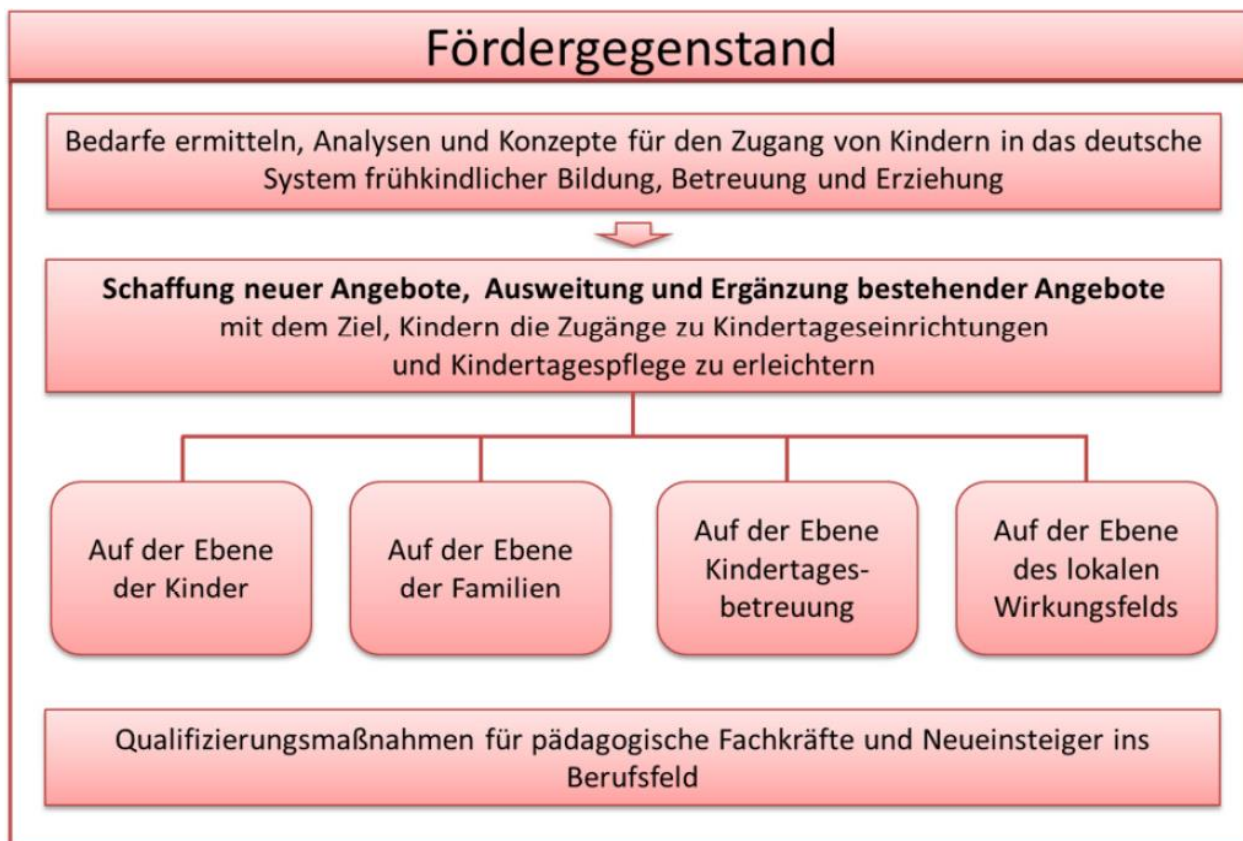 Fördergegenstand
Bedarfe ermitteln, Analysen und Konzepte für den Zugang von Kindern in das deutsche
System frühkindlicher Bildung, Betreuung und Erziehung
Schaffung neuer Angebote, Ausweitung und Ergänzung bestehender Angebote
mit dem Ziel, Kindern die Zugänge zu Kindertageseinrichtungen
und Kindertagespflege zu erleichtern
Auf der Ebene
der Kinder
Auf der Ebene
der Familien
Auf der Ebene
Kindertages-
betreuung
Auf der Ebene
des lokalen
Wirkungsfelds
Qualifizierungsmaßnahmen für pädagogische Fachkräfte und Neueinsteiger ins
Berufsfeld